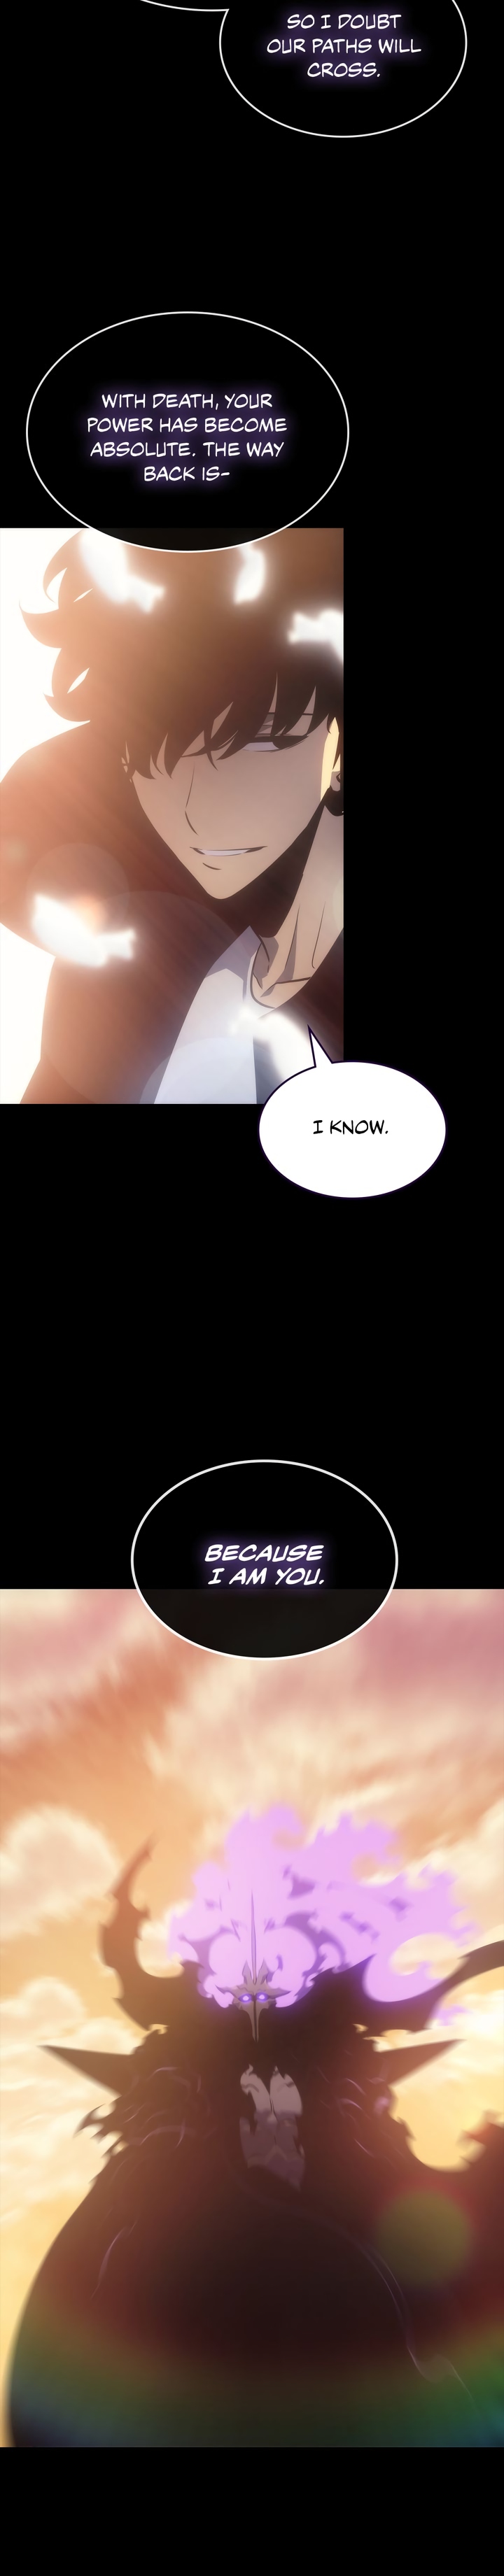 SO I DOUBT
OUR PATHS WILL
CROSS.
WITH DEATH, YOUR
POWER HAS BECOME
ABSOLUTE. THE WAY
BACK IS-
I KNOW.
BECAUSE
I AM YOU.